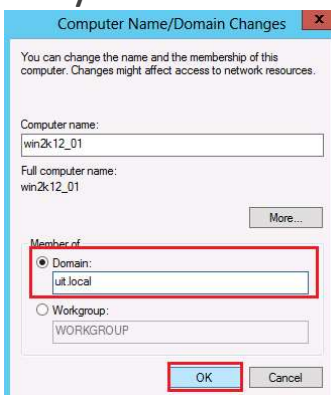 Computer Name/Domain Changes
x
You can change the name and the membership of this
computer. Changes might affect access to network resources.
Computer name:
win2k12_01
Full computer name:
win2k12_01
More...
Member of
Domain:
uit.local
Workgroup:
WORKGROUP
OK Cancel